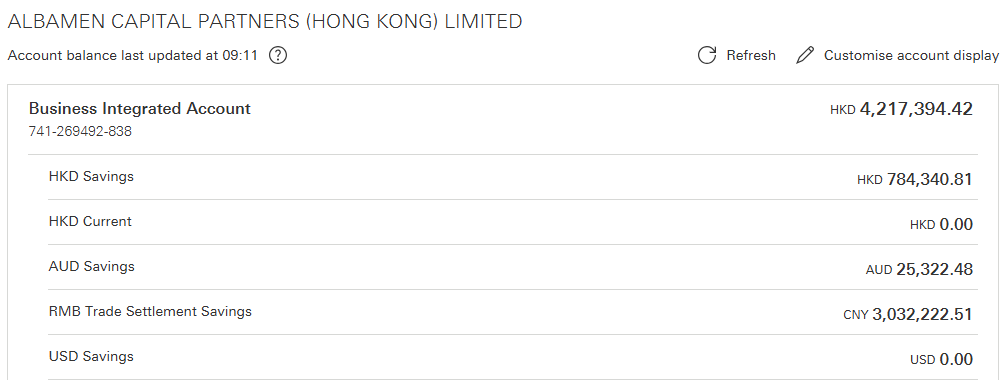 ALBAMEN CAPITAL PARTNERS (HONG KONG) LIMITED
Account balance last updated at 09:11 ?
Refresh
Customise account display
Business Integrated Account HKD 4,217,394.42
741-269492-838
HKD Savings HKD 784,340.81
HKD Current HKD 0.00
AUD Savings AUD 25,322.48
RMB Trade Settlement Savings CNY 3,032,222.51
USD Savings USD 0.00